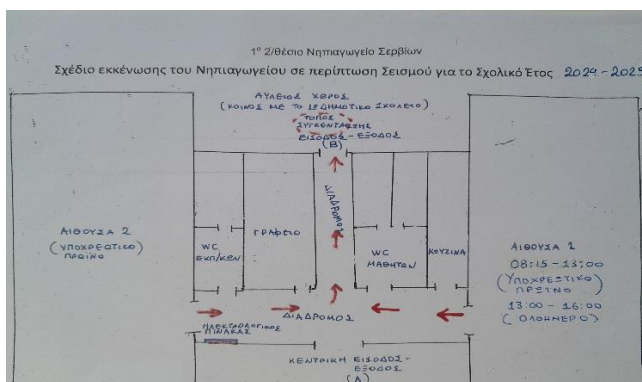 1ο 2/θέσιο Νηπιαγωγείο Σερβίων
Σχέδιο εκκένωσης του Νηπιαγωγείου σε περίπτωση Σεισμού για το Σχολικό Έτος 2024-2025
ΑΥΛΕΙΟΣ ΧΩΡΟΣ
(ΚΟΙΝΟΣ ΜΕ ΤΟ 1ο ΔΗΜΟΤΙΚΟ ΣΧΟΛΕΙΟ)
ΤΟΠΟΣ
ΣΥΓΚΕΝΤΡΩΣΗΣ
ΕΙΣΟΔΟΣ-ΕΞΟΔΟΣ
(Β)
ΔΙΑΔΡΟΜΟΣ
ΑΙΘΟΥΣΑ 2
(ΥΠΟΧΡΕΩΤΙΚΟ
ΠΡΩΙΝΟ)
WC
ΕΚΠ/ΚΩΝ
ΓΡΑΦΕΙΟ
WC
ΜΑΘΗΤΩΝ
ΚΟΥΖΙΝΑ
ΑΙΘΟΥΣΑ 1
08:15-13:00
(ΥΠΟΧΡΕΩΤΙΚΟ
ΠΡΩΙΝΟ)
13:00-16:00
(ΟΛΟΗΜΕΡΟ)
ΔΙΑΔΡΟΜΟΣ
ΗΛΕΚΤΡΟΛΟΓΙΚΟΣ
ΠΙΝΑΚΑΣ
ΚΕΝΤΡΙΚΗ ΕΙΣΟΔΟΣ-
ΕΞΟΔΟΣ
(Α)